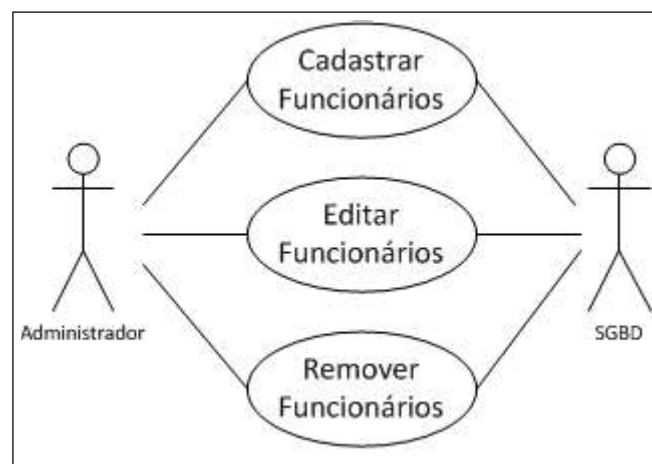 Cadastrar
Funcionários
Editar
Funcionários
Administrador
SGBD
Remover
Funcionários